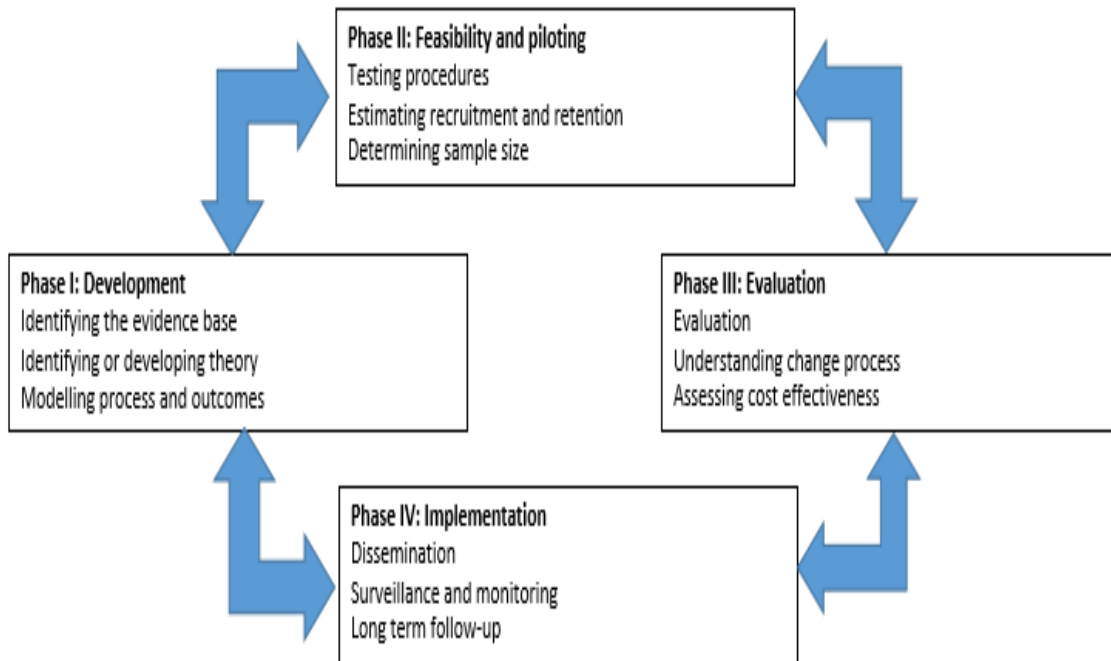 Phase II: Feasibility and piloting
Testing procedures
Estimating recruitment and retention
Determining sample size
Phase I: Development
Identifying the evidence base
Identifying or developing theory
Modelling process and outcomes
Phase III: Evaluation
Evaluation
Understanding change process
Assessing cost effectiveness
Phase IV: Implementation
Dissemination
Surveillance and monitoring
Long term follow-up